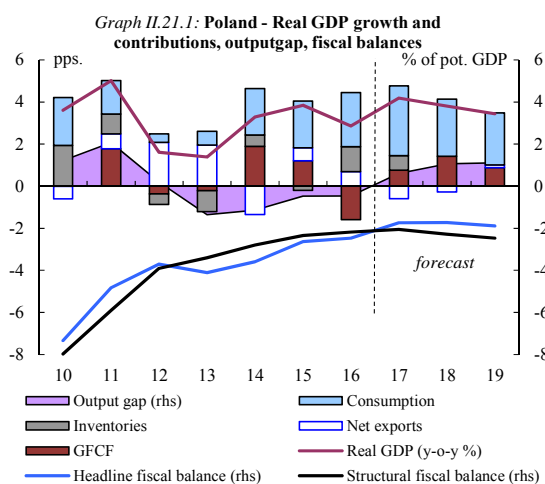 Graph II.21.1: Poland - Real GDP growth and
contributions, outputgap, fiscal balances
pps.
% of pot. GDP
6
4
2
0
-2
-4
-6
-8
6
4
2
0
-2
-4
-6
-8
forecast
10 11 12 13 14 15 16 17 18 19
Output gap (rhs)
Consumption
Inventories
Net exports
GFCF
Real GDP (y-o-y %)
Headline fiscal balance (rhs)
Structural fiscal balance (rhs)